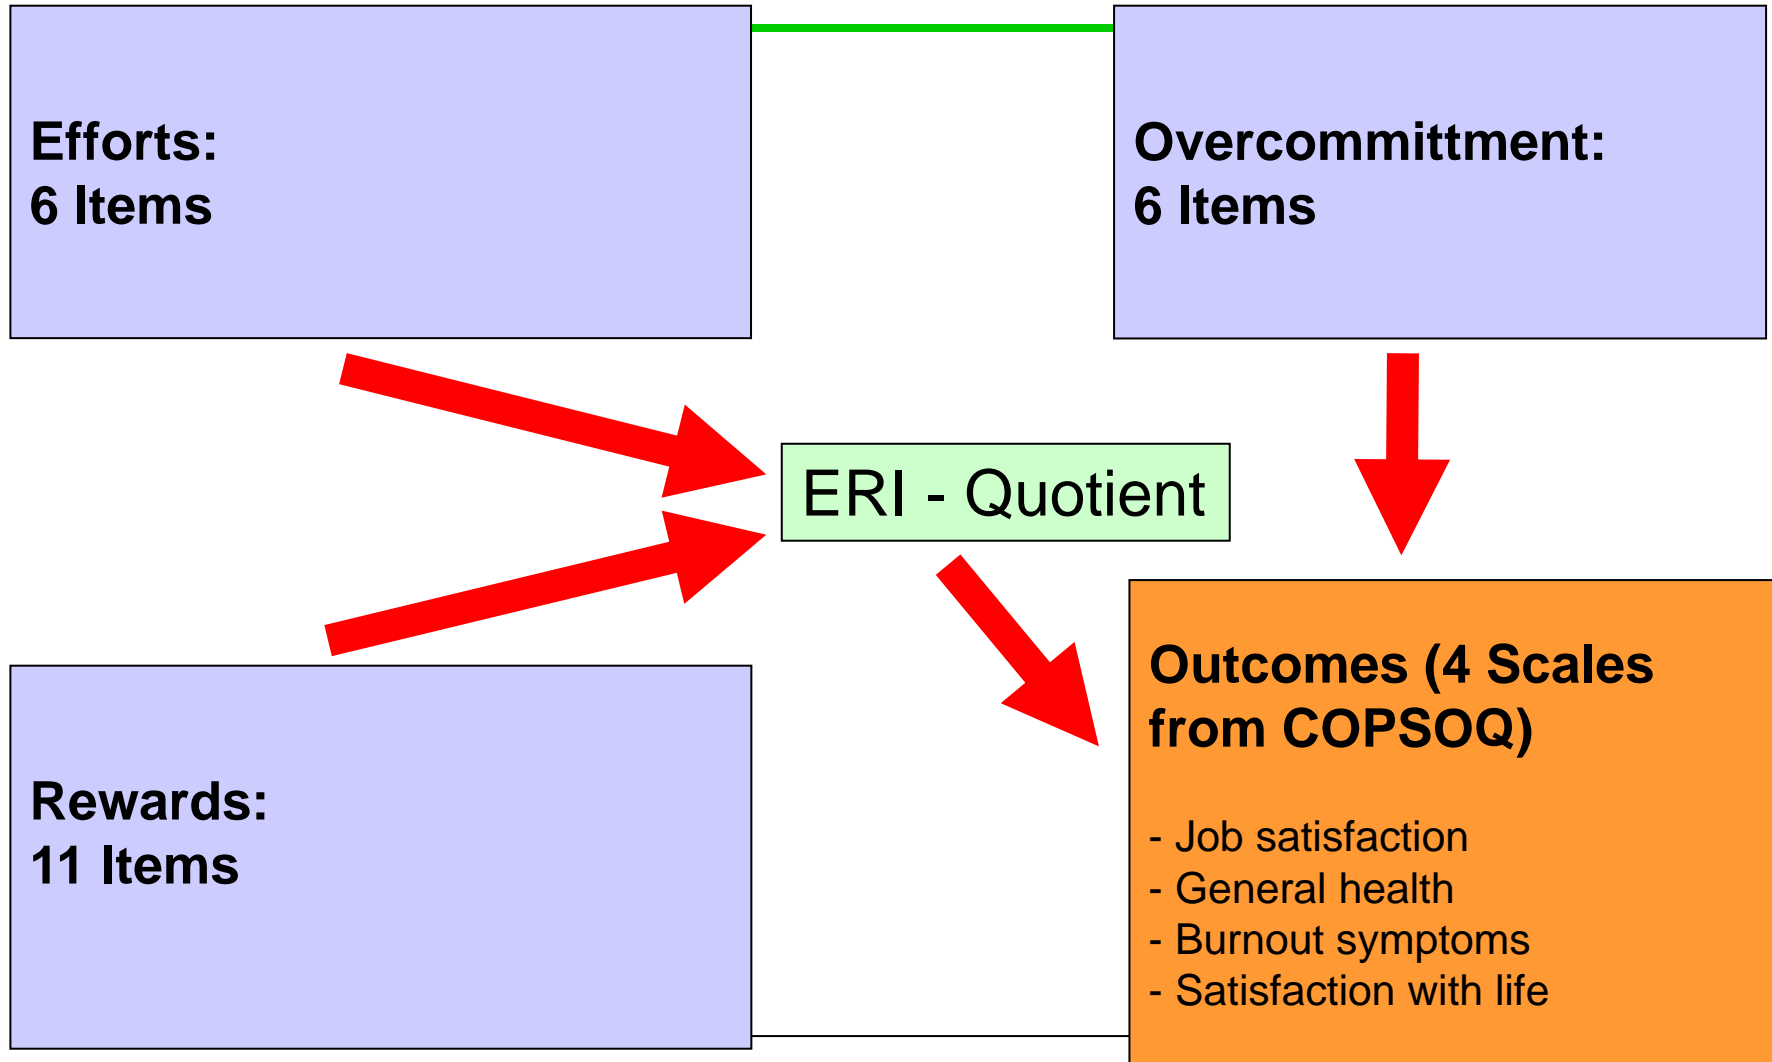 Efforts:
6 Items
Overcommittment:
6 Items
ERI - Quotient
Rewards:
11 Items
Outcomes (4 Scales
from COPSOQ)
- Job satisfaction
- General health
- Burnout symptoms
- Satisfaction with life